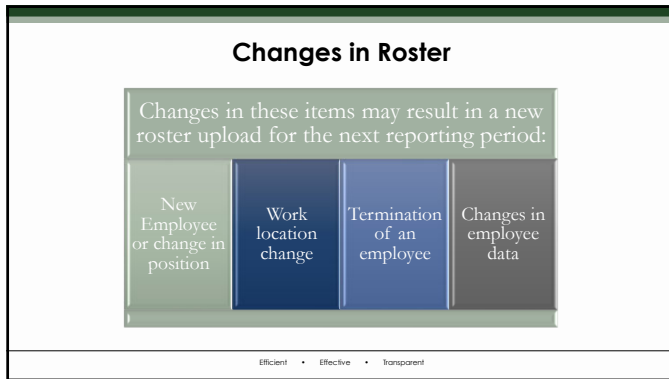 Changes in Roster
Changes in these items may result in a new
roster upload for the next reporting period:
New
Employee
or change in
position
Work
location
change
Termination
of an
employee
Changes in
employee
data
Efficient • Effective • Transparent